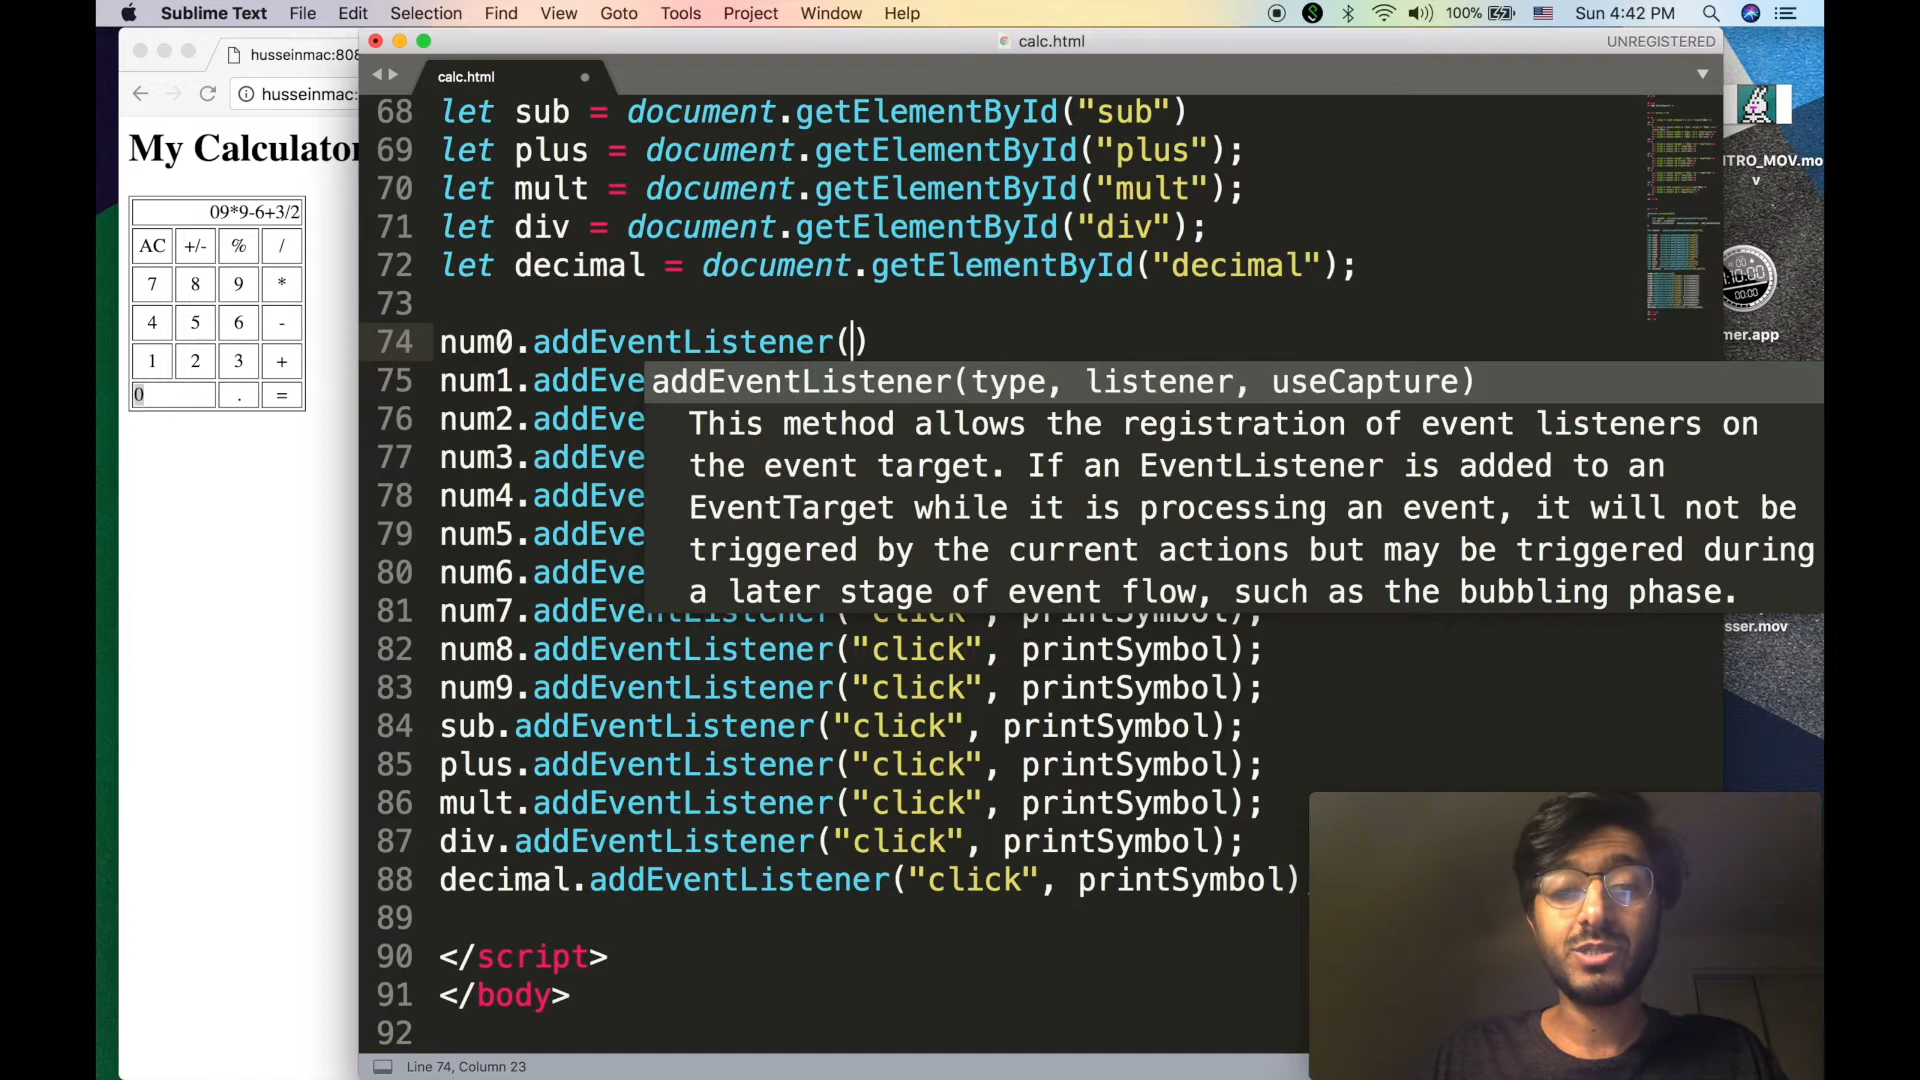 Sublime Text File Edit Selection Find View Goto Tools Project Window Help
100% Sun 4:42 PM
husseinmac:808
husseinmac:
My Calculator
09*9-6+3/2
AC +/- % /
7 8 9 *
4 5 6 -
1 2 3 +
0 . =
calc.html
UNREGISTERED
calc.html
68 let sub = document.getElementById("sub")
69 let plus = document.getElementById("plus");
70 let mult = document.getElementById("mult");
71 let div = document.getElementById("div");
72 let decimal = document.getElementById("decimal");
73
74 num0.addEventListener()
75 num1.addEve
76 num2.addEve
77 num3.addEve
78 num4.addEve
79 num5.addEve
80 num6.addEve
addEventListener(type, listener, useCapture)
This method allows the registration of event listeners on
the event target. If an EventListener is added to an
EventTarget while it is processing an event, it will not be
triggered by the current actions but may be triggered during
a later stage of event flow, such as the bubbling phase.
81 num7.addEventListener("click", printSymbol);
82 num8.addEventListener("click", printSymbol);
83 num9.addEventListener("click", printSymbol);
84 sub.addEventListener("click", printSymbol);
85 plus.addEventListener("click", printSymbol);
86 mult.addEventListener("click", printSymbol);
87 div.addEventListener("click", printSymbol);
88 decimal.addEventListener("click", printSymbol)
89
90 </script>
91 </body>
92
Line 74, Column 23
NTRO_MOV.mo
v
10:00
00:00
mer.app
sser.mov